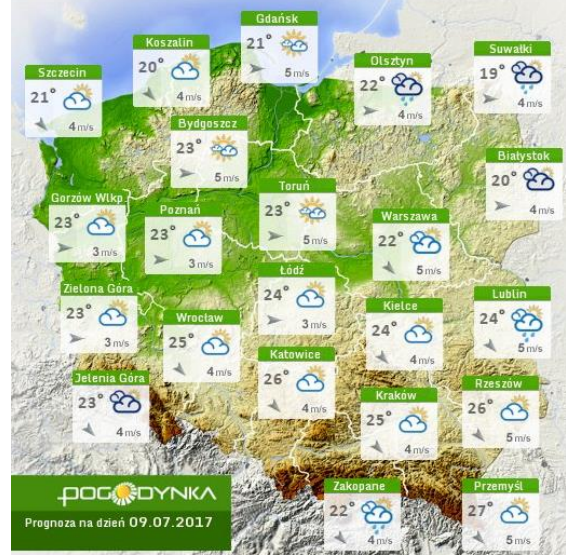 Gdańsk
21°
5 m/s
Koszalin
20°
4 m/s
Suwałki
19°
4 m/s
Olsztyn
22°
4 m/s
Szczecin
21°
4 m/s
Bydgoszcz
23°
5 m/s
Białystok
20°
4 m/s
Toruń
23°
5 m/s
Gorzów Wlkp.
23°
3 m/s
Poznań
23°
3 m/s
Warszawa
22°
5 m/s
Łódź
24°
3 m/s
Zielona Góra
23°
3 m/s
Lublin
24°
5 m/s
Kielce
24°
4 m/s
Wrocław
25°
4 m/s
Katowice
26°
4 m/s
Jelenia Góra
23°
4 m/s
Rzeszów
26°
5 m/s
Kraków
25°
4 m/s
Zakopane
22°
4 m/s
Przemyśl
27°
5 m/s
POGODYNKA
Prognoza na dzień 09.07.2017